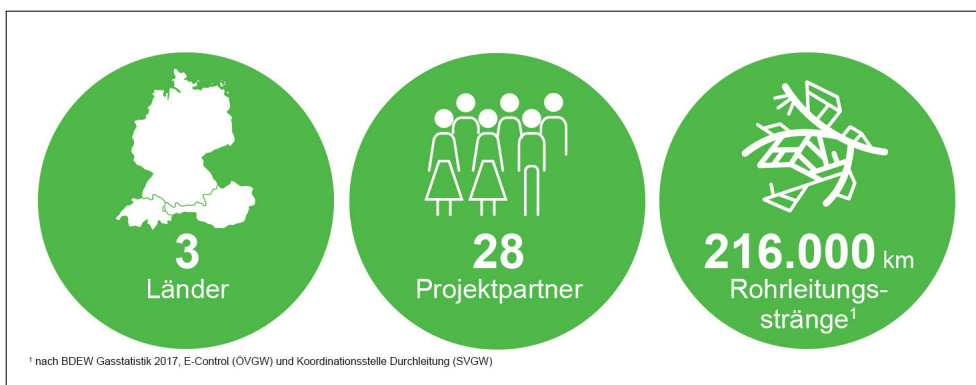 3
Länder
28
Projektpartner
216.000 km
Rohrleitungs-
stränge¹
¹ nach BDEW Gasstatistik 2017, E-Control (ÖVGW) und Koordinationsstelle Durchleitung (SVGW)